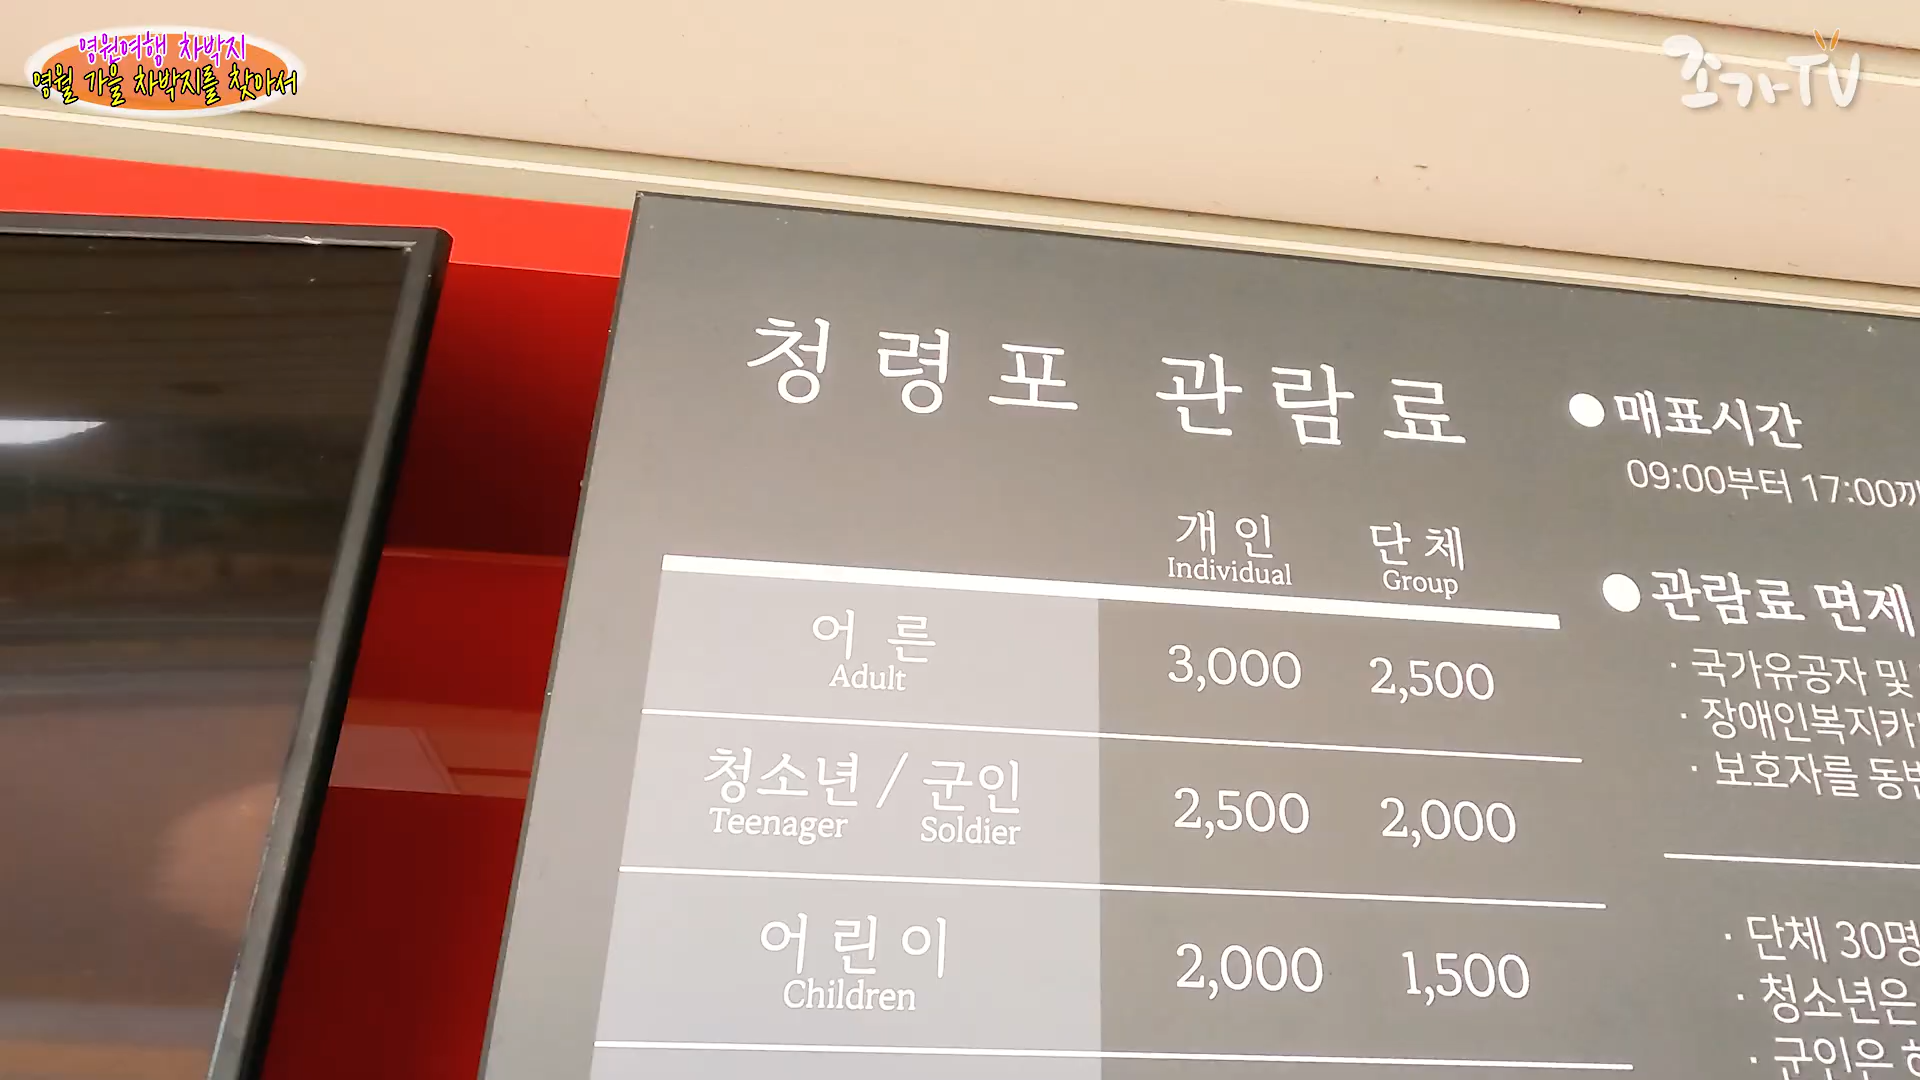 영원여행 차박지
영월 가을 차박지를 찾아서
조가TV
청령포 관람료
개인 단체
Individual Group
어른 3,000 2,500
Adult
청소년 / 군인 2,500 2,000
Teenager Soldier
어린이 2,000 1,500
Children
● 매표시간
09:00부터 17:00까
● 관람료 면제
· 국가유공자 및
· 장애인복지카
· 보호자를 동반
· 단체 30명
· 청소년은
· 군인은